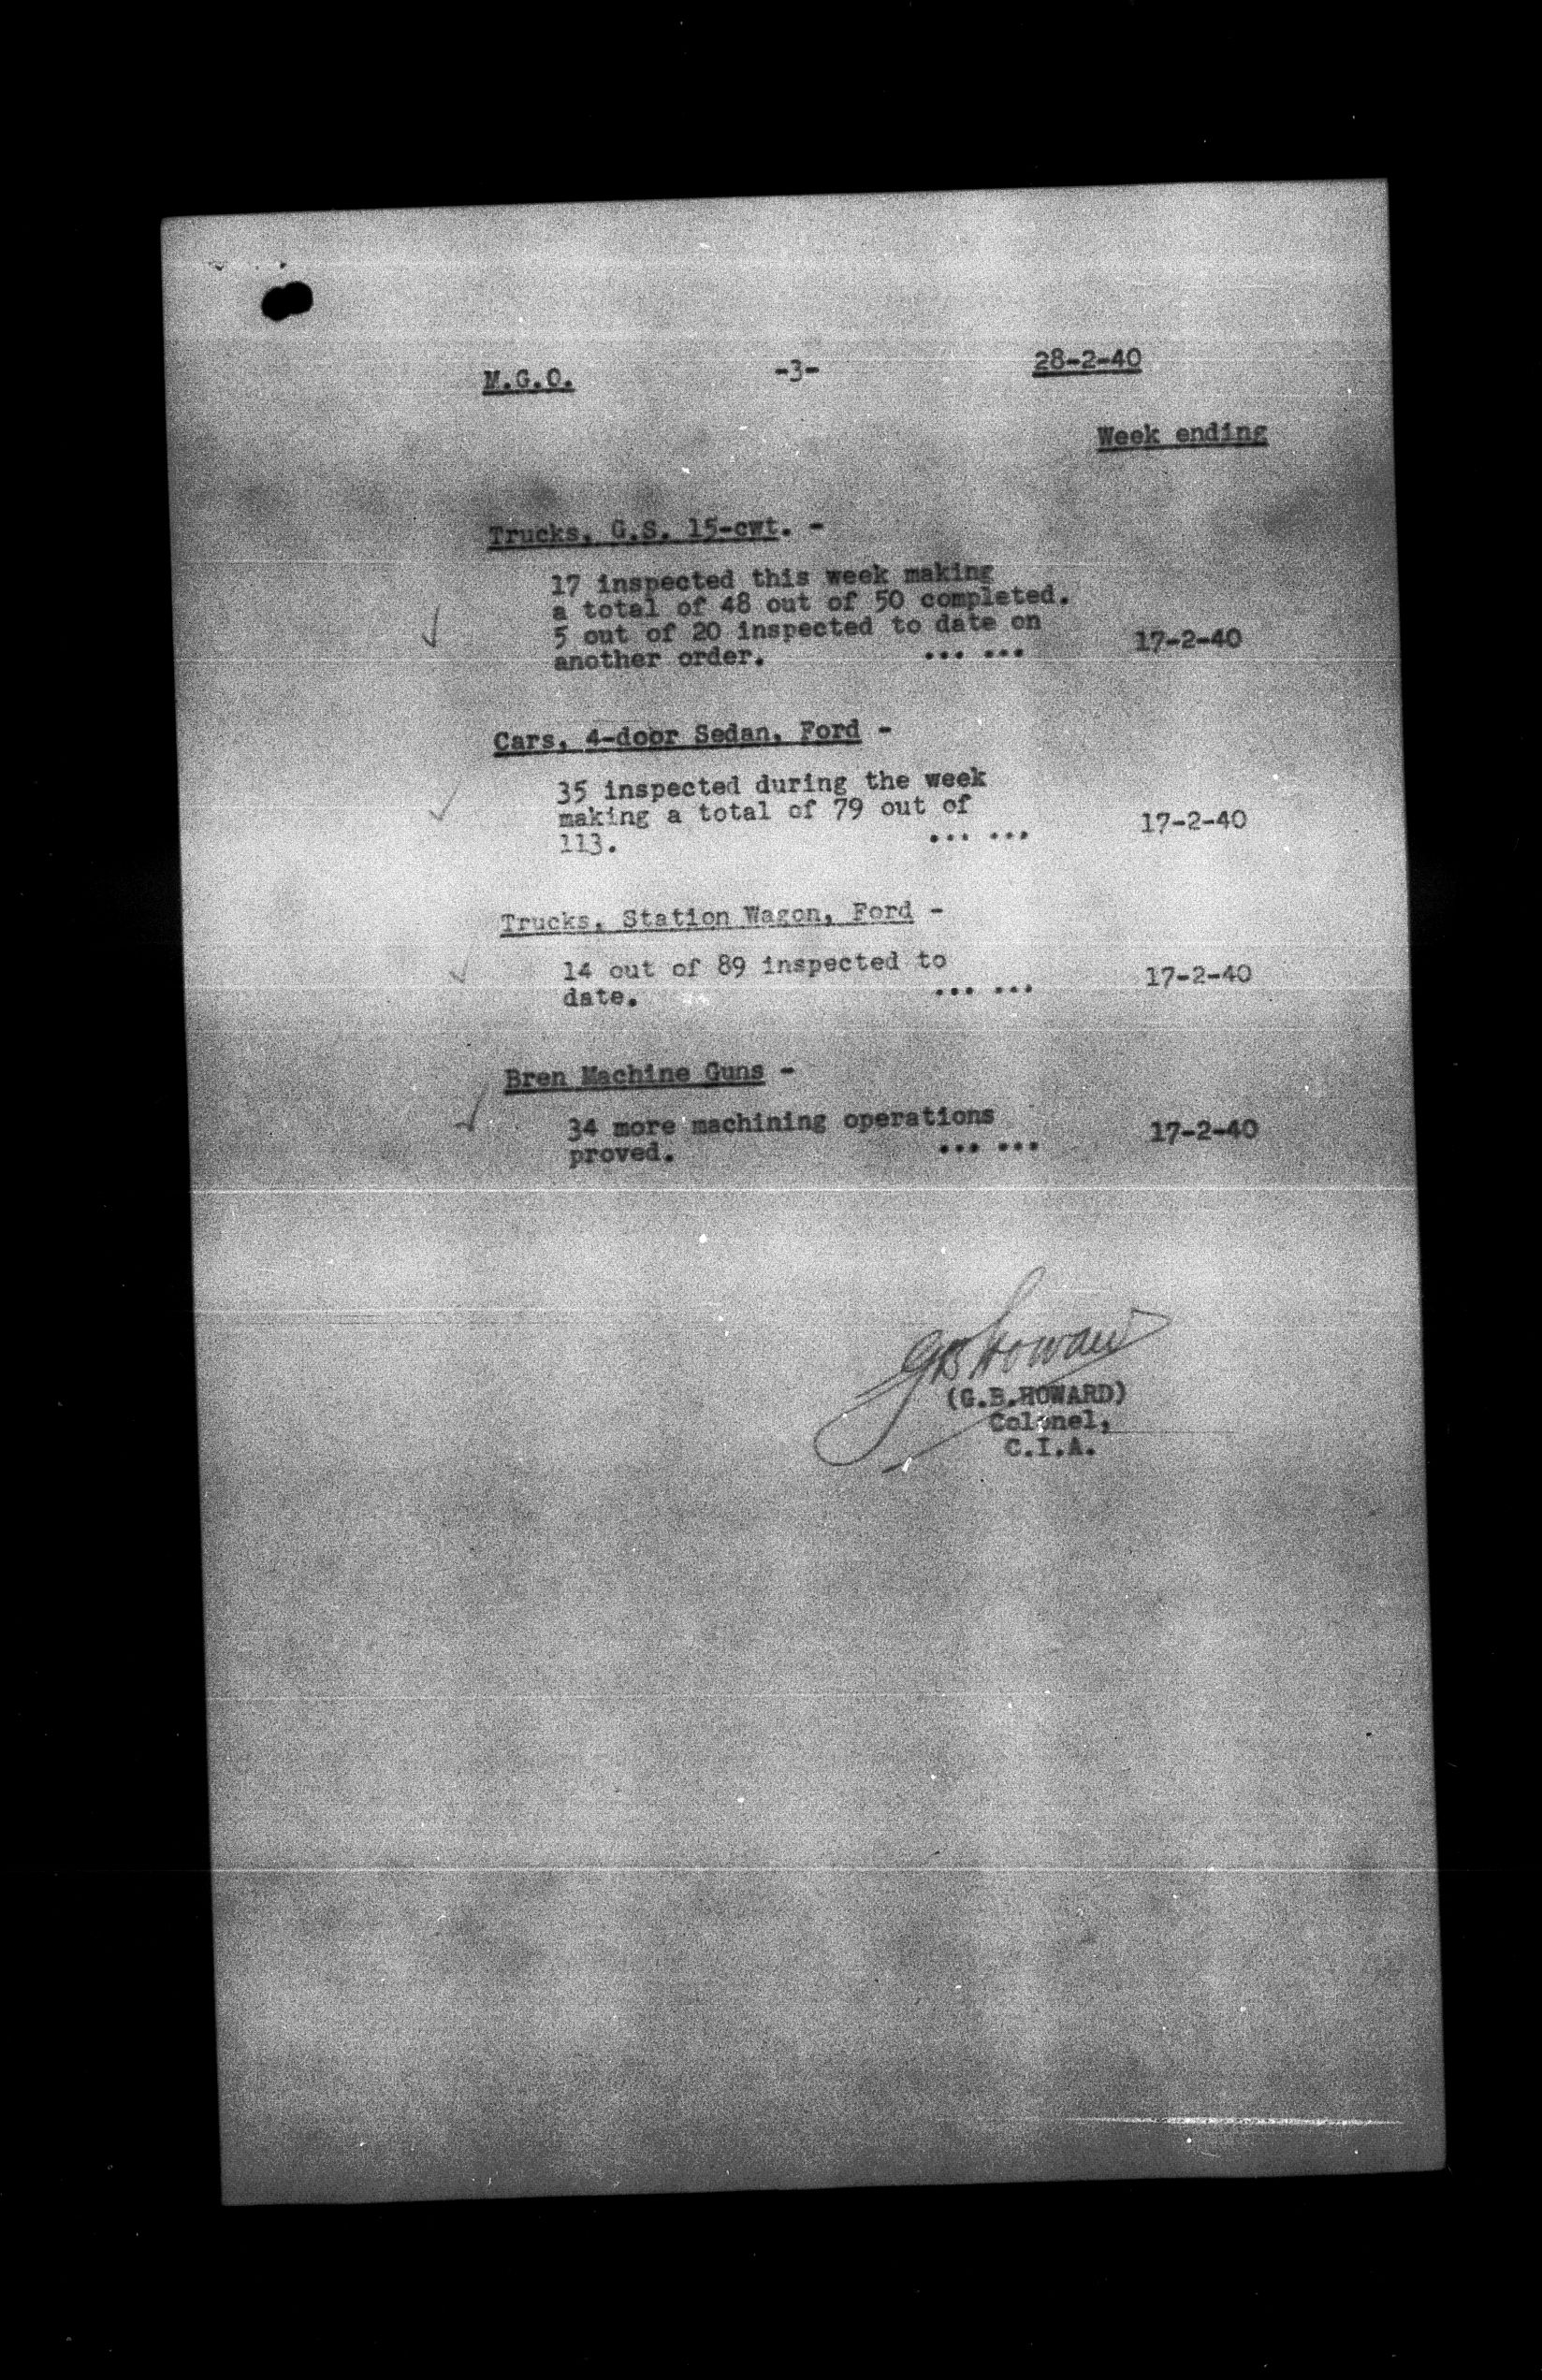 M.G.O. -3- 28-2-40
Week ending
Trucks, G.S. 15-cwt. -
17 inspected this week making
a total of 48 out of 50 completed.
5 out of 20 inspected to date on
another order. ... ... 17-2-40
Cars, 4-door Sedan, Ford -
35 inspected during the week
making a total of 79 out of
113. ... ... 17-2-40
Trucks, Station Wagon, Ford -
14 out of 89 inspected to
date. ... ... 17-2-40
Bren Machine Guns -
34 more machining operations
proved. ... ... 17-2-40
GB Howard
(G.B.HOWARD)
Colonel,
C.I.A.